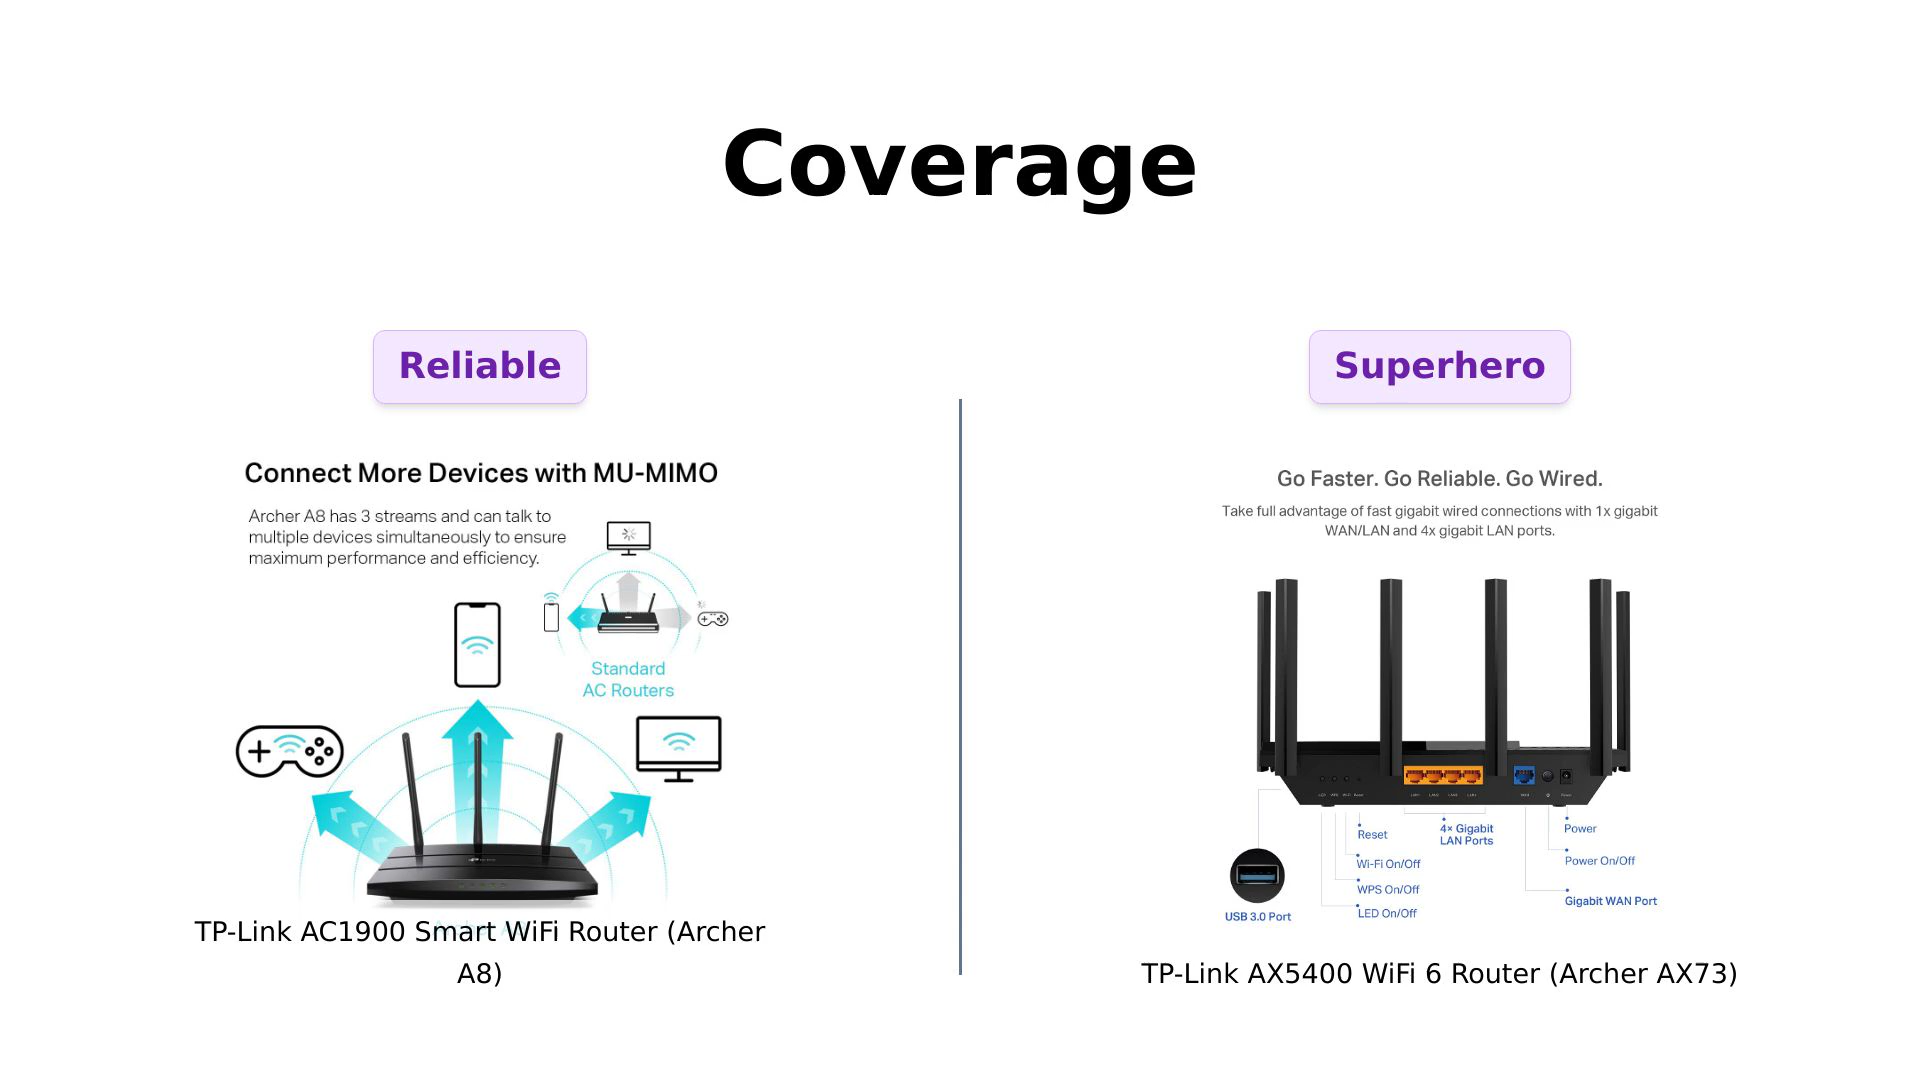 Coverage
Reliable
Superhero
Connect More Devices with MU-MIMO
Archer A8 has 3 streams and can talk to
multiple devices simultaneously to ensure
maximum performance and efficiency.
Standard
AC Routers
TP-Link AC1900 Smart WiFi Router (Archer
A8)
Go Faster. Go Reliable. Go Wired.
Take full advantage of fast gigabit wired connections with 1x gigabit
WAN/LAN and 4x gigabit LAN ports.
Reset
Wi-Fi On/Off
WPS On/Off
LED On/Off
4× Gigabit
LAN Ports
Power
Power On/Off
Gigabit WAN Port
USB 3.0 Port
TP-Link AX5400 WiFi 6 Router (Archer AX73)